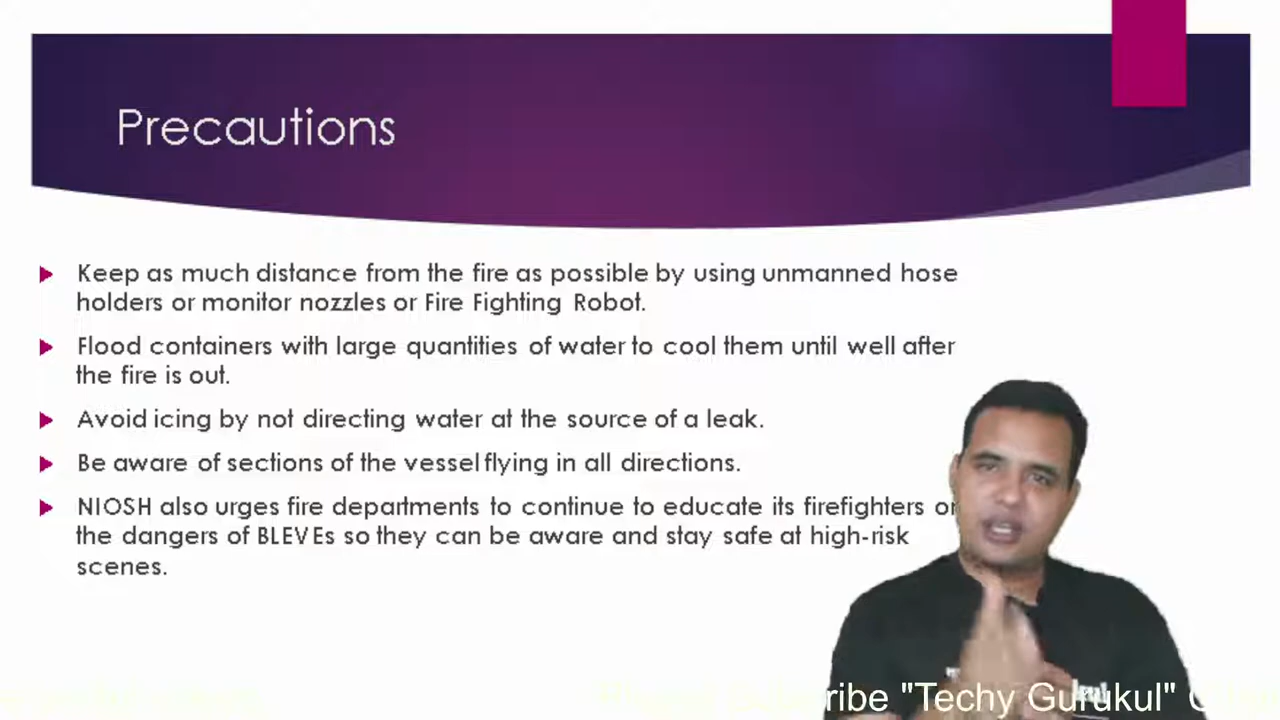 Precautions
Keep as much distance from the fire as possible by using unmanned hose
holders or monitor nozzles or Fire Fighting Robot.
Flood containers with large quantities of water to cool them until well after
the fire is out.
Avoid icing by not directing water at the source of a leak.
Be aware of sections of the vessel flying in all directions.
NIOSH also urges fire departments to continue to educate its firefighters
the dangers of BLEVEs so they can be aware and stay safe at high-risk
scenes.
"Techy Gurukul"